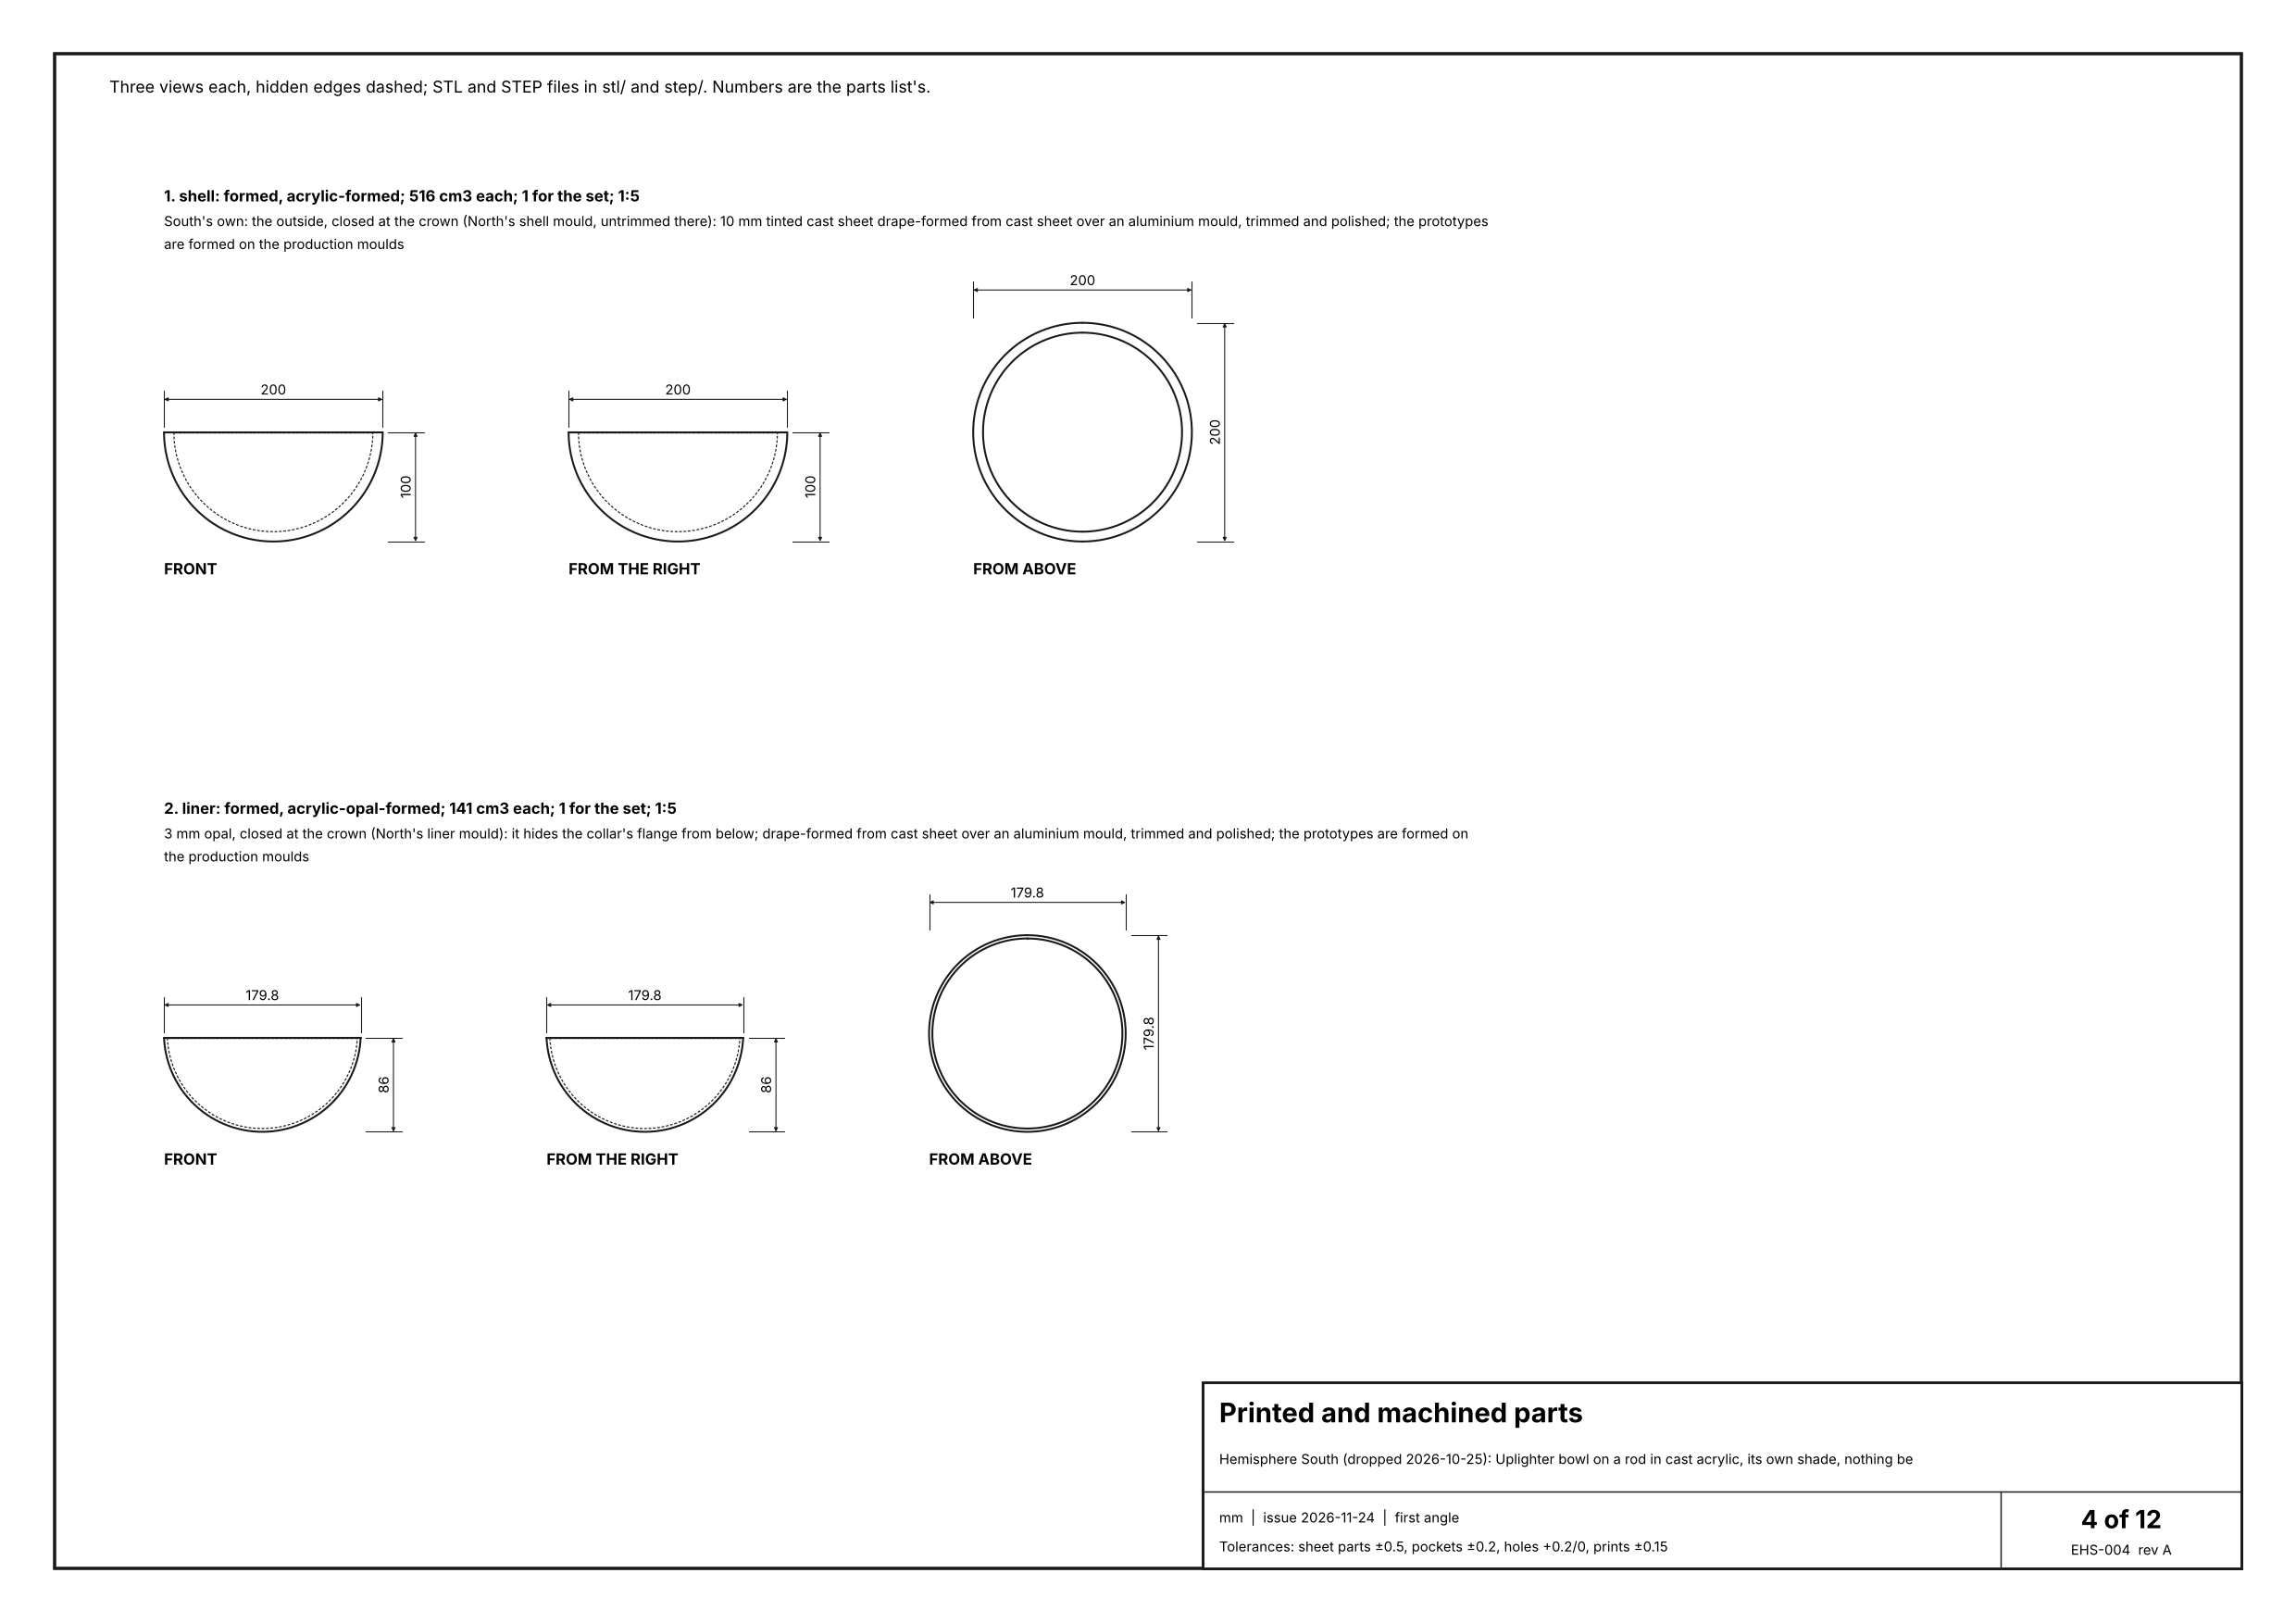 Three views each, hidden edges dashed; STL and STEP files in stl/ and step/. Numbers are the parts list's.
1. shell: formed, acrylic-formed; 516 cm3 each; 1 for the set; 1:5
South's own: the outside, closed at the crown (North's shell mould, untrimmed there): 10 mm tinted cast sheet drape-formed from cast sheet over an aluminium mould, trimmed and polished; the prototypes
are formed on the production moulds
200
200
200
100
100
200
FRONT
FROM THE RIGHT
FROM ABOVE
2. liner: formed, acrylic-opal-formed; 141 cm3 each; 1 for the set; 1:5
3 mm opal, closed at the crown (North's liner mould): it hides the collar's flange from below; drape-formed from cast sheet over an aluminium mould, trimmed and polished; the prototypes are formed on
the production moulds
179.8
179.8
179.8
86
86
179.8
FRONT
FROM THE RIGHT
FROM ABOVE
Printed and machined parts
Hemisphere South (dropped 2026-10-25): Uplighter bowl on a rod in cast acrylic, its own shade, nothing be
mm | issue 2026-11-24 | first angle
Tolerances: sheet parts ±0.5, pockets ±0.2, holes +0.2/0, prints ±0.15
4 of 12
EHS-004 rev A